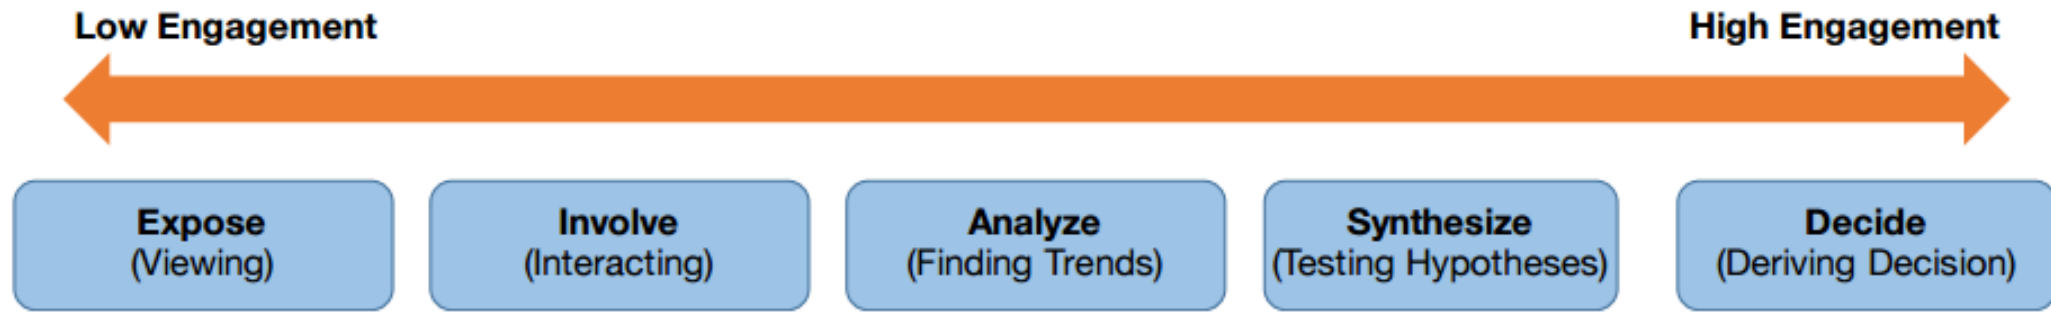 Low Engagement
High Engagement
Expose
(Viewing)
Involve
(Interacting)
Analyze
(Finding Trends)
Synthesize
(Testing Hypotheses)
Decide
(Deriving Decision)